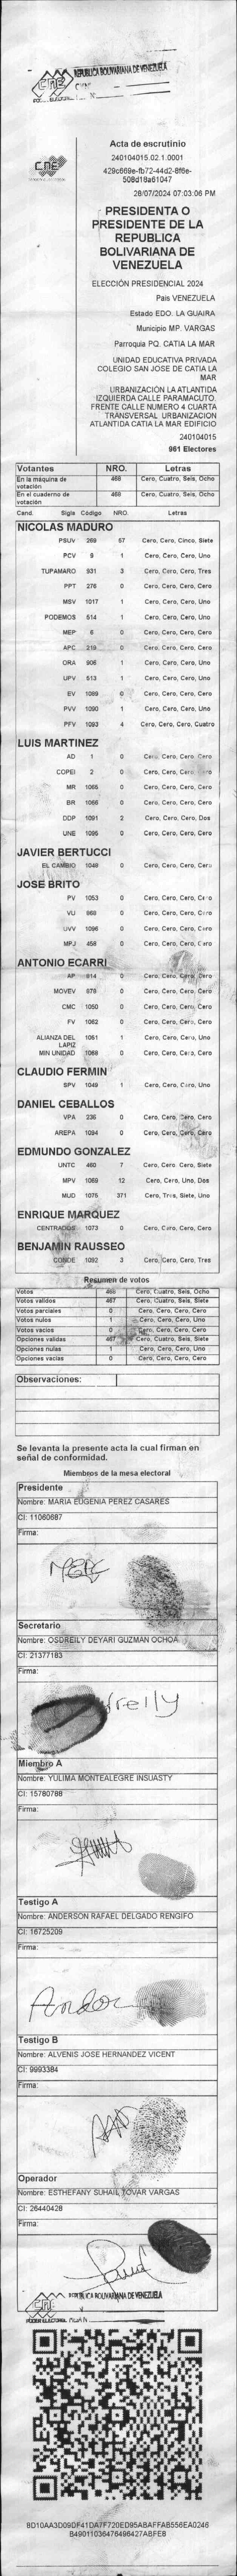 REPUBLICA BOLIVARIANA DE VENEZUELA
CNE
CNE
PODER ELECTORAL
Acta de escrutinio
240104015.02.1.0001
429c669e-fb72-44d2-8f6e-
508d18a61047
28/07/2024 07:03:06 PM
PRESIDENTA O
PRESIDENTE DE LA
REPUBLICA
BOLIVARIANA DE
VENEZUELA
ELECCIÓN PRESIDENCIAL 2024
Pais VENEZUELA
Estado EDO. LA GUAIRA
Municipio MP. VARGAS
Parroquia PQ. CATIA LA MAR
UNIDAD EDUCATIVA PRIVADA
COLEGIO SAN JOSE DE CATIA LA
MAR
URBANIZACIÓN LA ATLANTIDA
IZQUIERDA CALLE PARAMACUTO.
FRENTE CALLE NUMERO 4 CUARTA
TRANSVERSAL URBANIZACION
ATLANTIDA CATIA LA MAR EDIFICIO
240104015
961 Electores
Votantes NRO. Letras
En la máquina de votación 468 Cero, Cuatro, Seis, Ocho
En el cuaderno de votación 468 Cero, Cuatro, Seis, Ocho
Cand. Sigls Código NRO. Letras
NICOLAS MADURO
PSUV 269 57 Cero, Cero, Cinco, Siete
PCV 9 1 Cero, Cero, Cero, Uno
TUPAMARO 931 3 Cero, Cero, Cero, Tres
PPT 276 0 Cero, Cero, Cero, Cero
MSV 1017 1 Cero, Cero, Cero, Uno
PODEMOS 514 1 Cero, Cero, Cero, Uno
MEP 6 0 Cero, Cero, Cero, Cero
APC 219 0 Cero, Cero, Cero, Cero
ORA 906 1 Cero, Cero, Cero, Uno
UPV 513 1 Cero, Cero, Cero, Uno
EV 1089 0 Cero, Cero, Cero, Cero
PVV 1090 1 Cero, Cero, Cero, Uno
PFV 1093 4 Cero, Cero, Cero, Cuatro
LUIS MARTINEZ
AD 1 0 Cero, Cero, Cero, Cero
COPEI 2 0 Cero, Cero, Cero, Cero
MR 1065 0 Cero, Cero, Cero, Cero
BR 1066 0 Cero, Cero, Cero, Cero
DDP 1091 2 Cero, Cero, Cero, Dos
UNE 1095 0 Cero, Cero, Cero, Cero
JAVIER BERTUCCI
EL CAMBIO 1048 0 Cero, Cero, Cero, Cero
JOSE BRITO
PV 1053 0 Cero, Cero, Cero, Cero
VU 868 0 Cero, Cero, Cero, Cero
UVV 1096 0 Cero, Cero, Cero, Cero
MPJ 458 0 Cero, Cero, Cero, Cero
ANTONIO ECARRI
AP 914 0 Cero, Cero, Cero, Cero
MOVEV 878 0 Cero, Cero, Cero, Cero
CMC 1050 0 Cero, Cero, Cero, Cero
FV 1062 0 Cero, Cero, Cero, Cero
ALIANZA DEL LAPIZ 1051 1 Cero, Cero, Cero, Uno
MIN UNIDAD 1068 0 Cero, Cero, Cero, Cero
CLAUDIO FERMIN
SPV 1049 1 Cero, Cero, Cero, Uno
DANIEL CEBALLOS
VPA 236 0 Cero, Cero, Cero, Cero
AREPA 1094 0 Cero, Cero, Cero, Cero
EDMUNDO GONZALEZ
UNTC 460 7 Cero, Cero, Cero, Siete
MPV 1069 12 Cero, Cero, Uno, Dos
MUD 1075 371 Cero, Tres, Siete, Uno
ENRIQUE MARQUEZ
CENTRADOS 1073 0 Cero, Cero, Cero, Cero
BENJAMIN RAUSSEO
CONDE 1082 3 Cero, Cero, Cero, Tres
Resumen de votos
Votos 468 Cero, Cuatro, Seis, Ocho
Votos validos 467 Cero, Cuatro, Seis, Siete
Votos parciales 0 Cero, Cero, Cero, Cero
Votos nulos 1 Cero, Cero, Cero, Uno
Votos vacios 0 Cero, Cero, Cero, Cero
Opciones validas 467 Cero, Cuatro, Seis, Siete
Opciones nulas 1 Cero, Cero, Cero, Uno
Opciones vacias 0 Cero, Cero, Cero, Cero
Observaciones:
Se levanta la presente acta la cual firman en
señal de conformidad.
Miembros de la mesa electoral
Presidente
Nombre: MARIA EUGENIA PEREZ CASARES
CI: 11060687
Firma:
Secretario
Nombre: OSDREILY DEYARI GUZMAN OCHOA
CI: 21377183
Firma:
Miembro A
Nombre: YULIMA MONTEALEGRE INSUASTY
CI: 15780788
Firma:
Testigo A
Nombre: ANDERSON RAFAEL DELGADO RENGIFO
CI: 16725209
Firma:
Ander
Testigo B
Nombre: ALVENIS JOSE HERNANDEZ VICENT
CI: 9993384
Firma:
Operador
Nombre: ESTHEFANY SUHAIL TOVAR VARGAS
CI: 26440428
Firma:
REPUBLICA BOLIVARIANA DE VENEZUELA
CNE
PODER ELECTORAL
8D10AA3D09DF41DA7F720ED95ABAFFAB556EA0246
B49011036476496427ABFE8